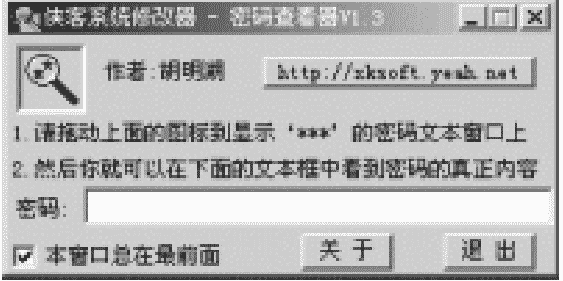 侠客系统修改器 - 密码查看器V1.3
作者:胡明湖 http://xksoft.yeah.net
1.请拖动上面的图标到显示‘***’的密码文本窗口上
2.然后你就可以在下面的文本框中看到密码的真正内容
密码:
本窗口总在最前面 关于 退出